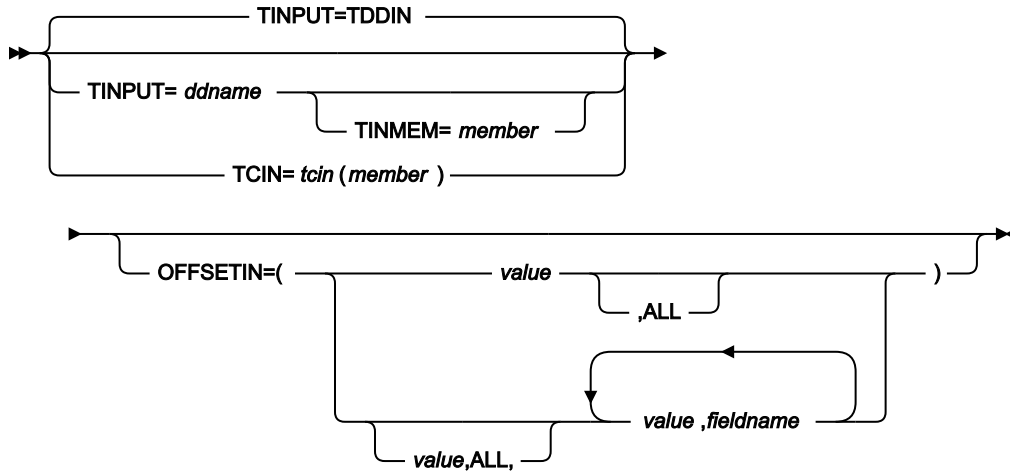 TINPUT=TDDIN
TINPUT= ddname
TINMEM= member
TCIN= tcin (member )
OFFSETIN=( value )
,ALL
value ,fieldname
value,ALL,